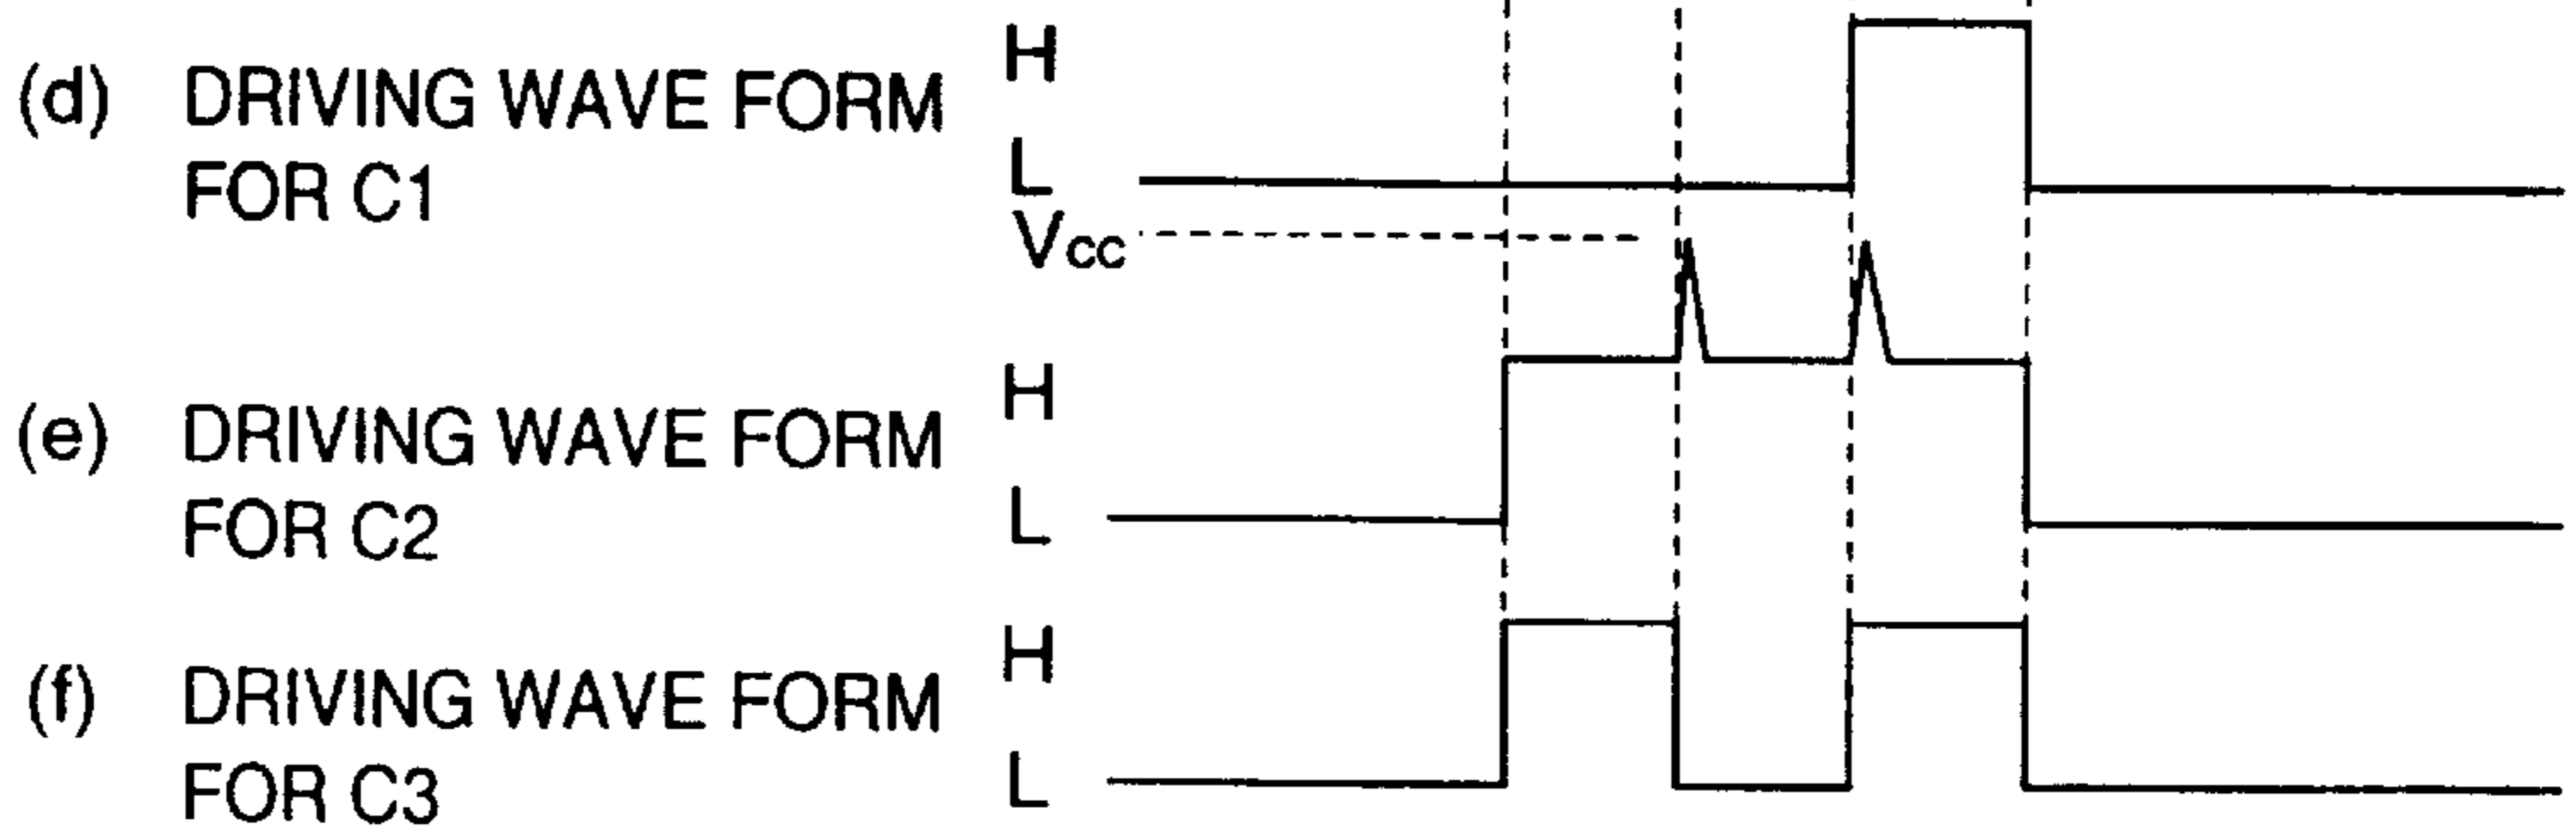 (d) DRIVING WAVE FORM H
FOR C1 L
Vcc
(e) DRIVING WAVE FORM H
FOR C2 L
(f) DRIVING WAVE FORM H
FOR C3 L